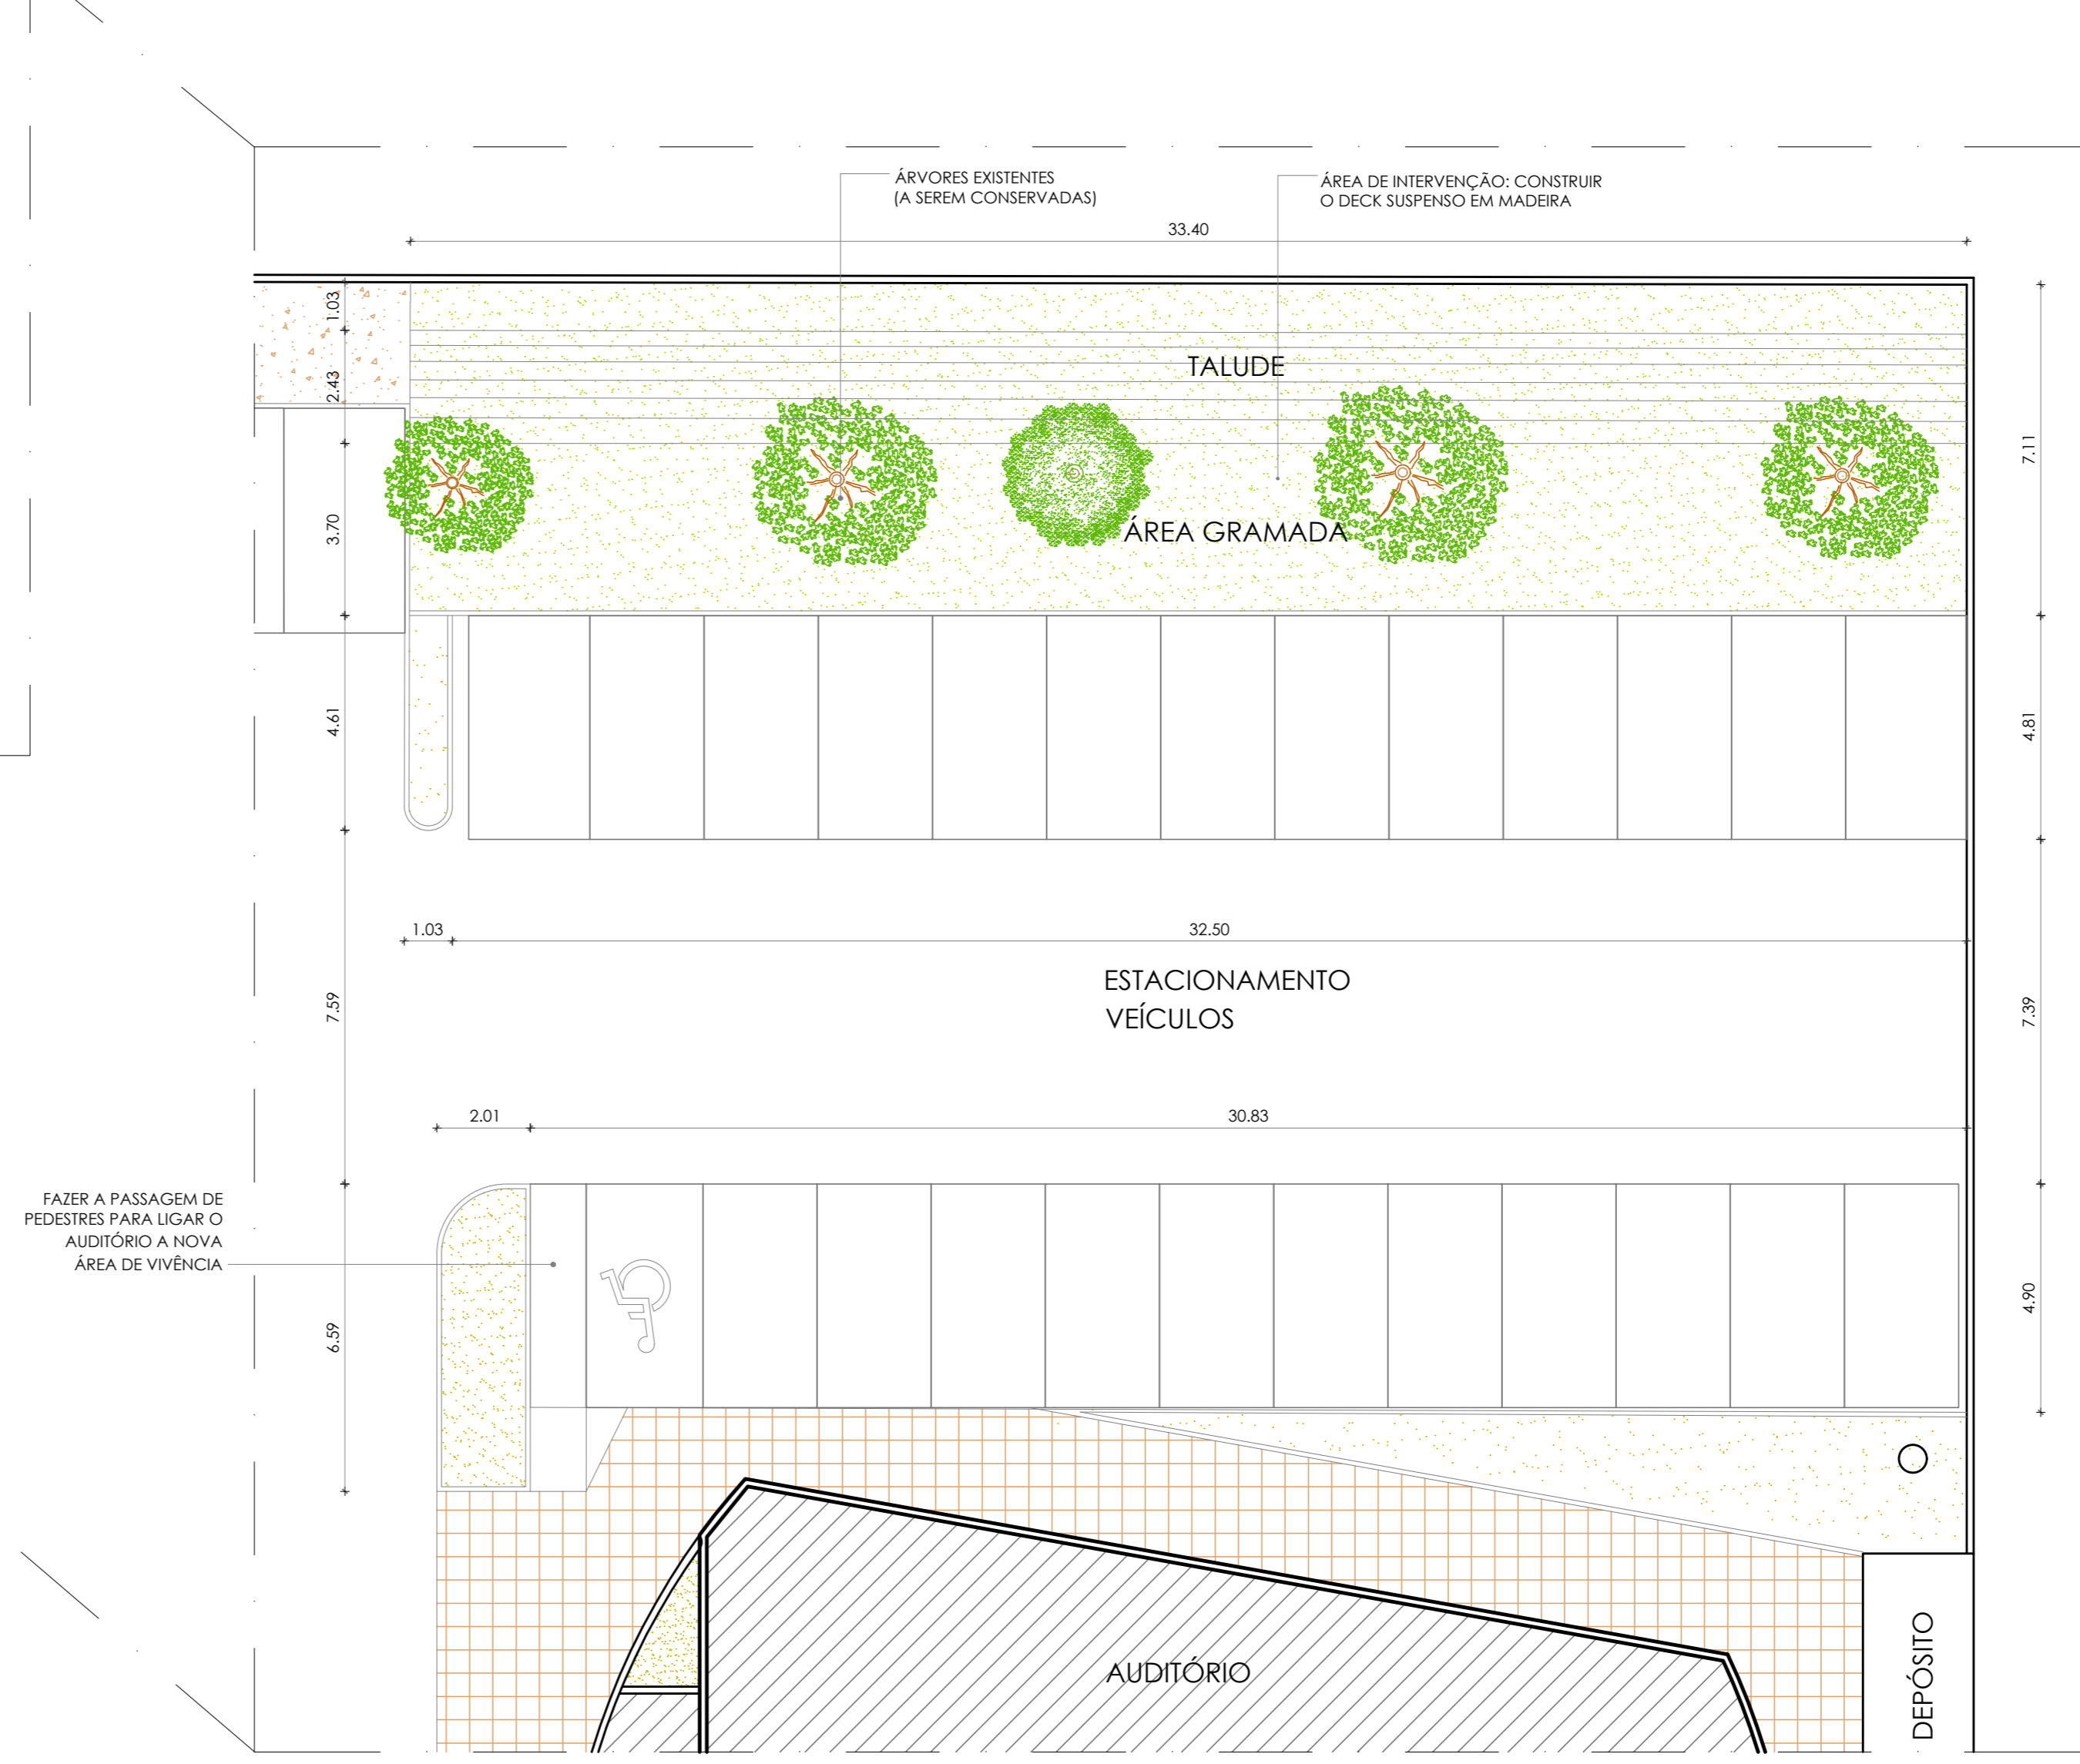 ÁRVORES EXISTENTES
(A SEREM CONSERVADAS)
ÁREA DE INTERVENÇÃO: CONSTRUIR
O DECK SUSPENSO EM MADEIRA
33.40
1.03
TALUDE
2.43
7.11
3.70
ÁREA GRAMADA
4.61
4.81
1.03
32.50
ESTACIONAMENTO
VEÍCULOS
7.59
7.39
2.01
30.83
FAZER A PASSAGEM DE
PEDESTRES PARA LIGAR O
AUDITÓRIO A NOVA
ÁREA DE VIVÊNCIA
6.59
4.90
AUDITÓRIO
DEPÓSITO